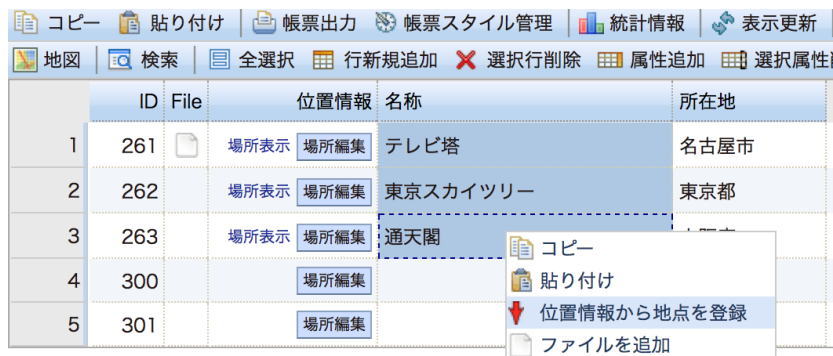 コピー 貼り付け 帳票出力 帳票スタイル管理 統計情報 表示更新
地図 検索 全選択 行新規追加 選択行削除 属性追加 選択属性
ID File 位置情報 名称 所在地
1 261 場所表示 場所編集 テレビ塔 名古屋市
2 262 場所表示 場所編集 東京スカイツリー 東京都
3 263 場所表示 場所編集 通天閣
4 300 場所編集
5 301 場所編集
コピー
貼り付け
位置情報から地点を登録
ファイルを追加